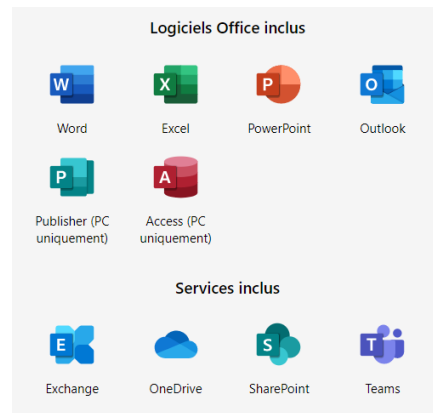 Logiciels Office inclus
W X P O
Word Excel PowerPoint Outlook
P A
Publisher (PC Access (PC
uniquement) uniquement)
Services inclus
E S T
Exchange OneDrive SharePoint Teams